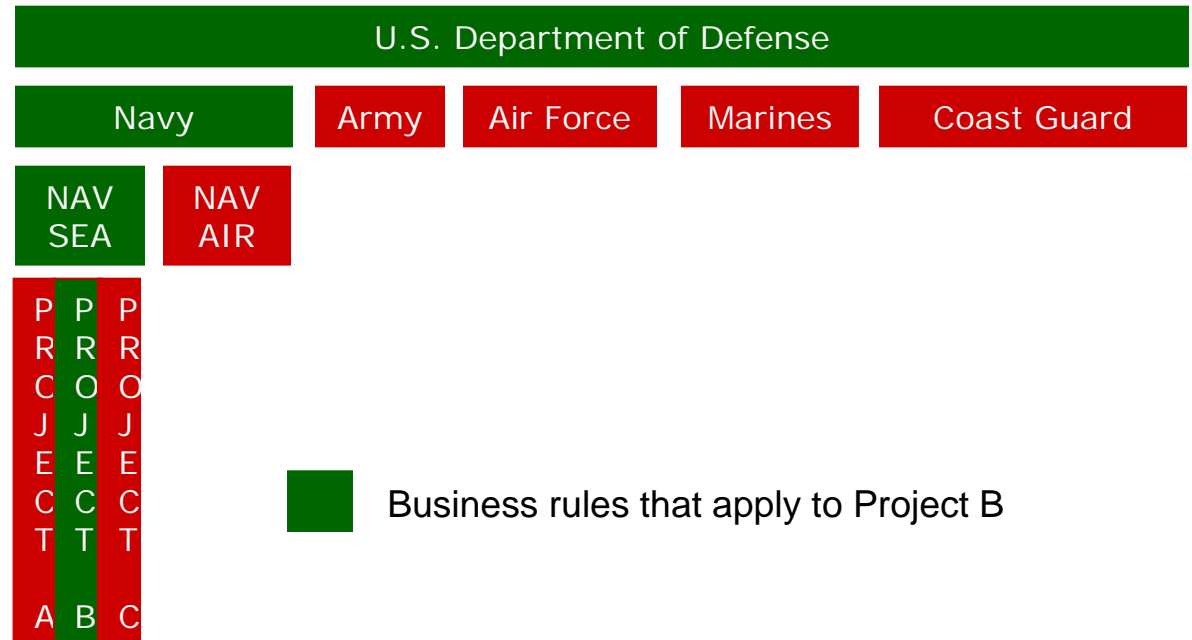 U.S. Department of Defense
Navy
Army
Air Force
Marines
Coast Guard
NAV
SEA
NAV
AIR
PROJECT A
PROJECT B
PROJECT C
Business rules that apply to Project B